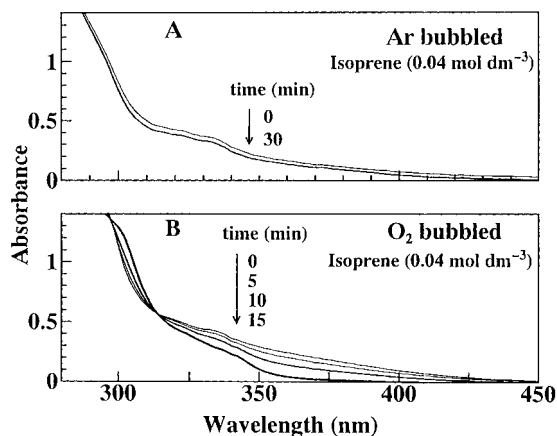 A
Ar bubbled
Isoprene (0.04 mol dm⁻³)
time (min)
0
30
1
0.5
0
B
O₂ bubbled
Isoprene (0.04 mol dm⁻³)
time (min)
0
5
10
15
1
0.5
0
300
350
400
450
Absorbance
Wavelength (nm)